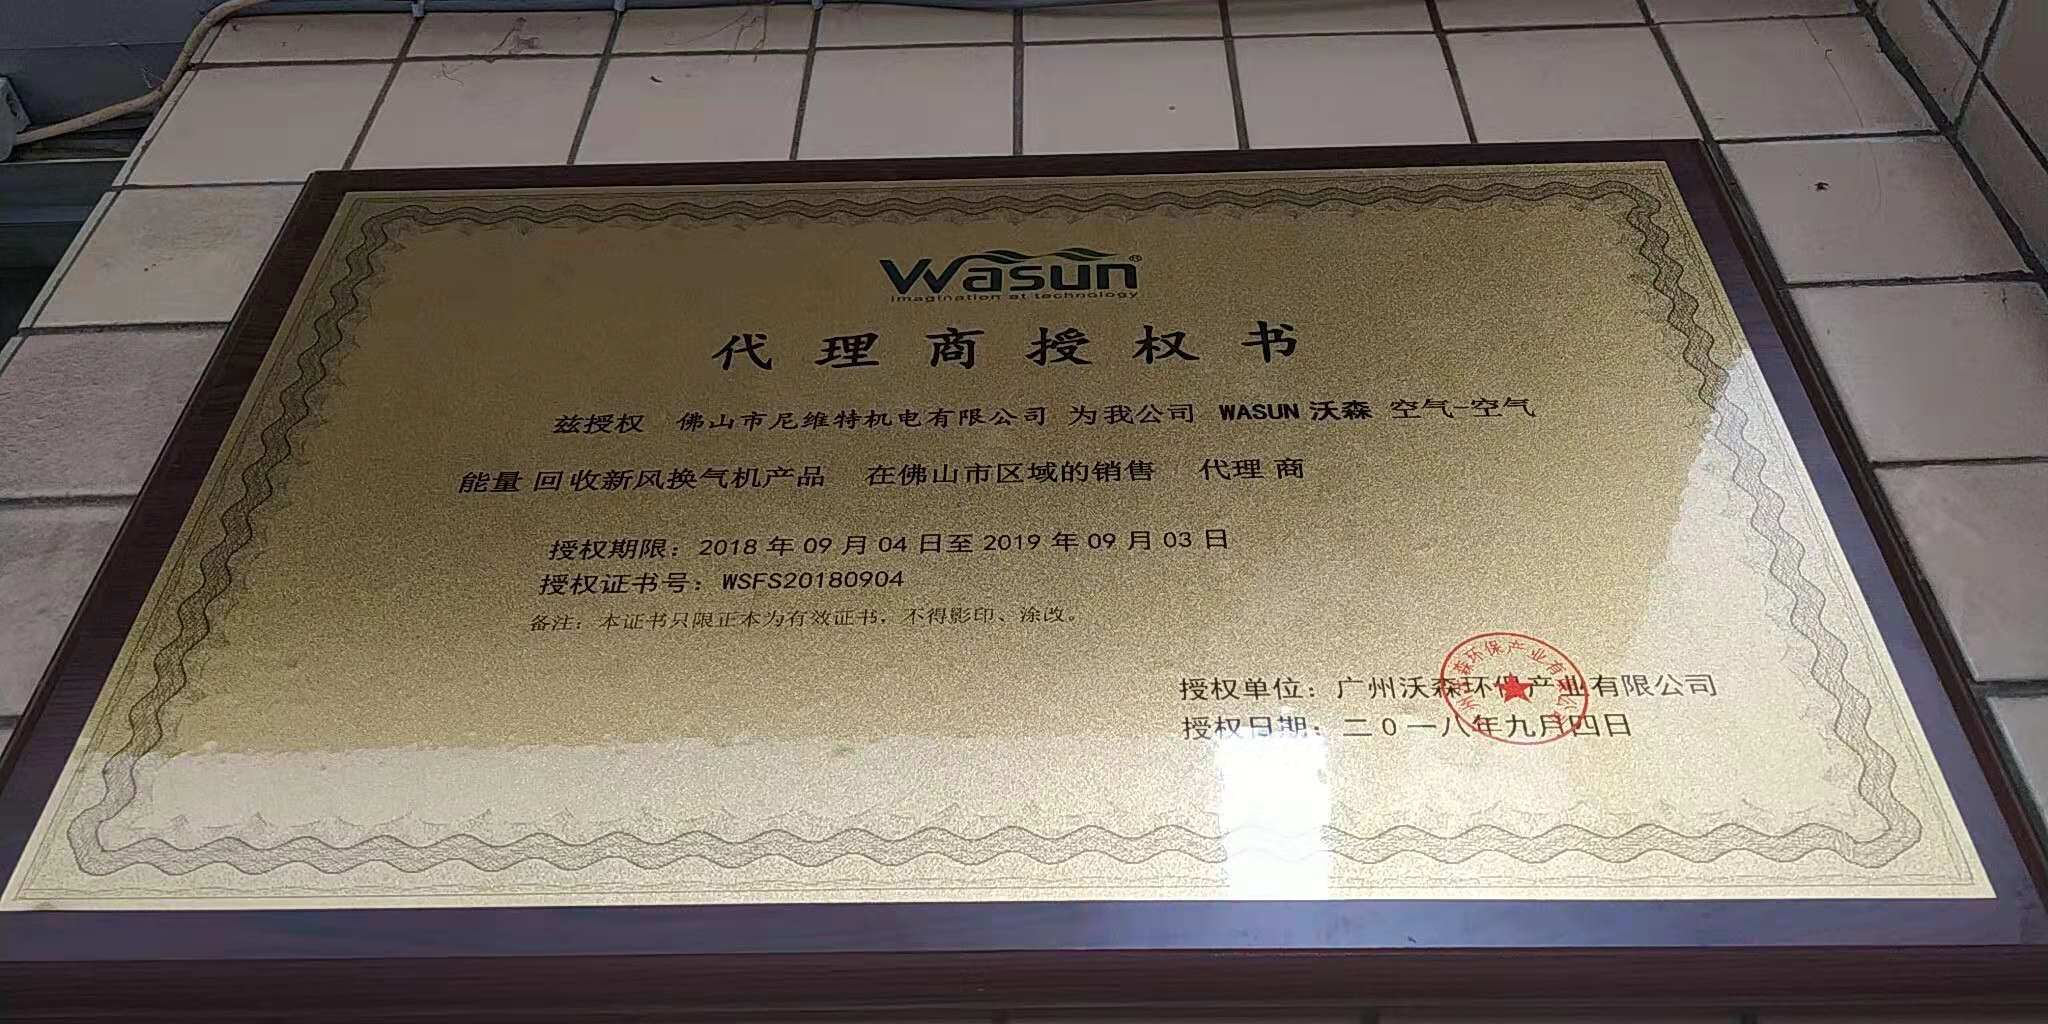 Wasun®
imagination at technology
代理商授权书
兹授权 佛山市尼维特机电有限公司 为我公司 WASUN 沃森 空气-空气
能量 回 收新风换气机产品 在佛山市区域的销售 代理 商
授权期限：2018 年 09 月 04 日至 2019 年 09 月 03 日
授权证书号：WSFS20180904
备注：本证书只限正本为有效证书，不得影印、涂改。
授权单位：广州沃森环保产业有限公司
授权日期：二0一八年九月四日